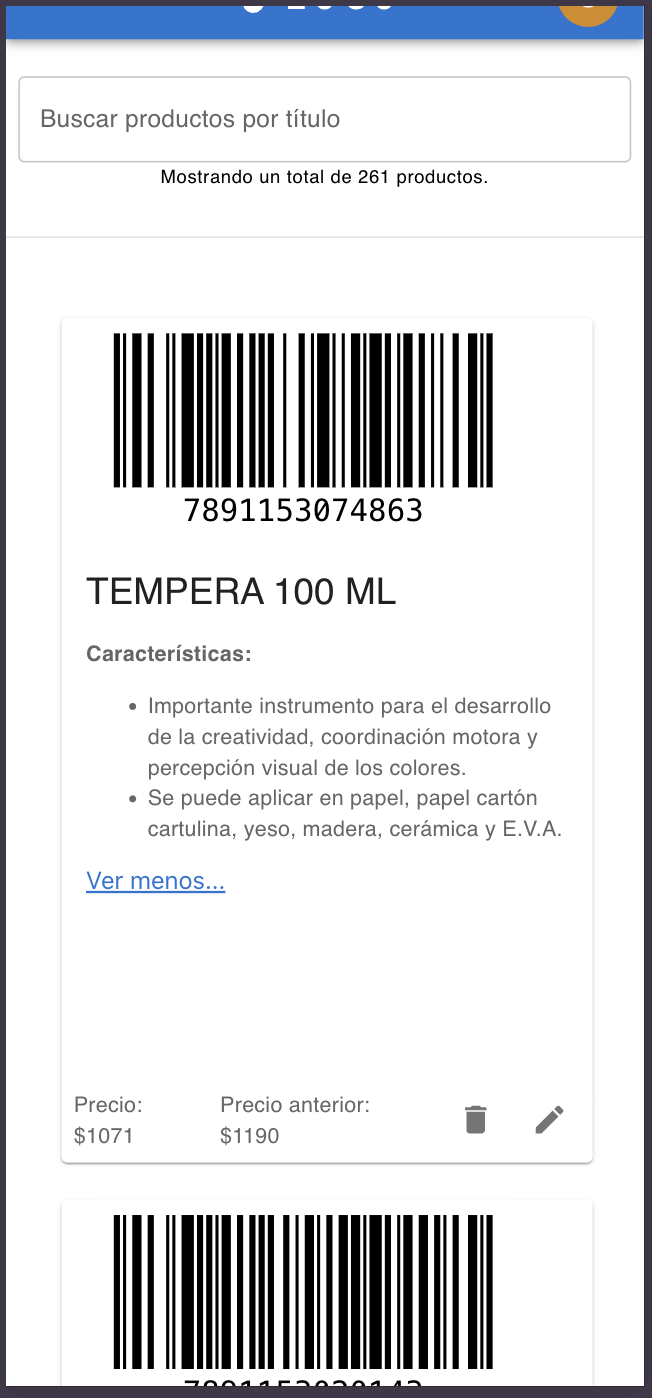 Buscar productos por título
Mostrando un total de 261 productos.
7891153074863
TEMPERA 100 ML
Características:
• Importante instrumento para el desarrollo
de la creatividad, coordinación motora y
percepción visual de los colores.
• Se puede aplicar en papel, papel cartón
cartulina, yeso, madera, cerámica y E.V.A.
Ver menos...
Precio:
$1071
Precio anterior:
$1190